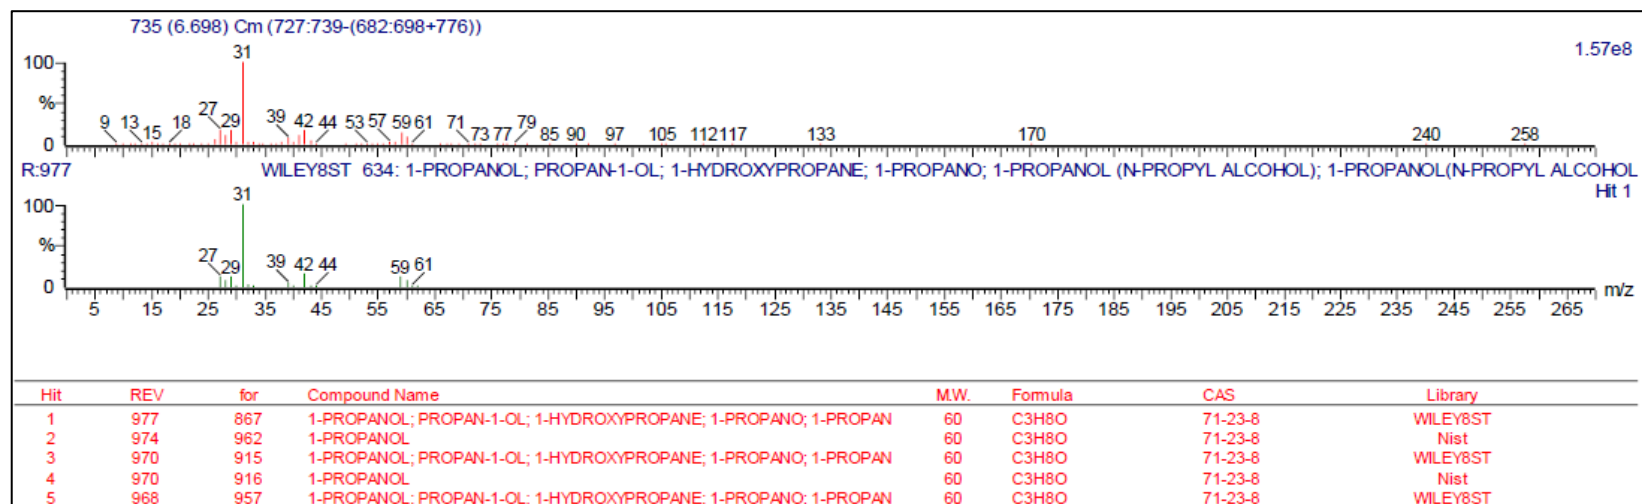 735 (6.698) Cm (727:739-(682:698+776))
1.57e8
31
100
%
9 13 15 18 27 29 39 42 44 53 57 59 61 71 73 77 79 85 90 97 105 112 117 133 170 240 258
0
R:977 WILEY8ST 634: 1-PROPANOL; PROPAN-1-OL; 1-HYDROXYPROPANE; 1-PROPANO; 1-PROPANOL (N-PROPYL ALCOHOL); 1-PROPANOL(N-PROPYL ALCOHOL
Hit 1
31
100
%
27 29 39 42 44 59 61
0
m/z
5 15 25 35 45 55 65 75 85 95 105 115 125 135 145 155 165 175 185 195 205 215 225 235 245 255 265
Hit REV for Compound Name M.W. Formula CAS Library
1 977 867 1-PROPANOL; PROPAN-1-OL; 1-HYDROXYPROPANE; 1-PROPANO; 1-PROPAN 60 C3H8O 71-23-8 WILEY8ST
2 974 962 1-PROPANOL 60 C3H8O 71-23-8 Nist
3 970 915 1-PROPANOL; PROPAN-1-OL; 1-HYDROXYPROPANE; 1-PROPANO; 1-PROPAN 60 C3H8O 71-23-8 WILEY8ST
4 970 916 1-PROPANOL 60 C3H8O 71-23-8 Nist
5 968 957 1-PROPANOL; PROPAN-1-OL; 1-HYDROXYPROPANE; 1-PROPANO; 1-PROPAN 60 C3H8O 71-23-8 WILEY8ST